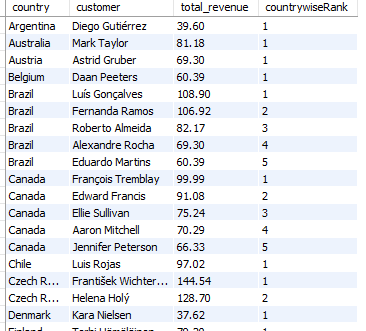 country customer total_revenue countrywiseRank
Argentina Diego Gutiérrez 39.60 1
Australia Mark Taylor 81.18 1
Austria Astrid Gruber 69.30 1
Belgium Daan Peeters 60.39 1
Brazil Luís Gonçalves 108.90 1
Brazil Fernanda Ramos 106.92 2
Brazil Roberto Almeida 82.17 3
Brazil Alexandre Rocha 69.30 4
Brazil Eduardo Martins 60.39 5
Canada François Tremblay 99.99 1
Canada Edward Francis 91.08 2
Canada Ellie Sullivan 75.24 3
Canada Aaron Mitchell 70.29 4
Canada Jennifer Peterson 66.33 5
Chile Luis Rojas 97.02 1
Czech R... František Wichter... 144.54 1
Czech R... Helena Holý 128.70 2
Denmark Kara Nielsen 37.62 1